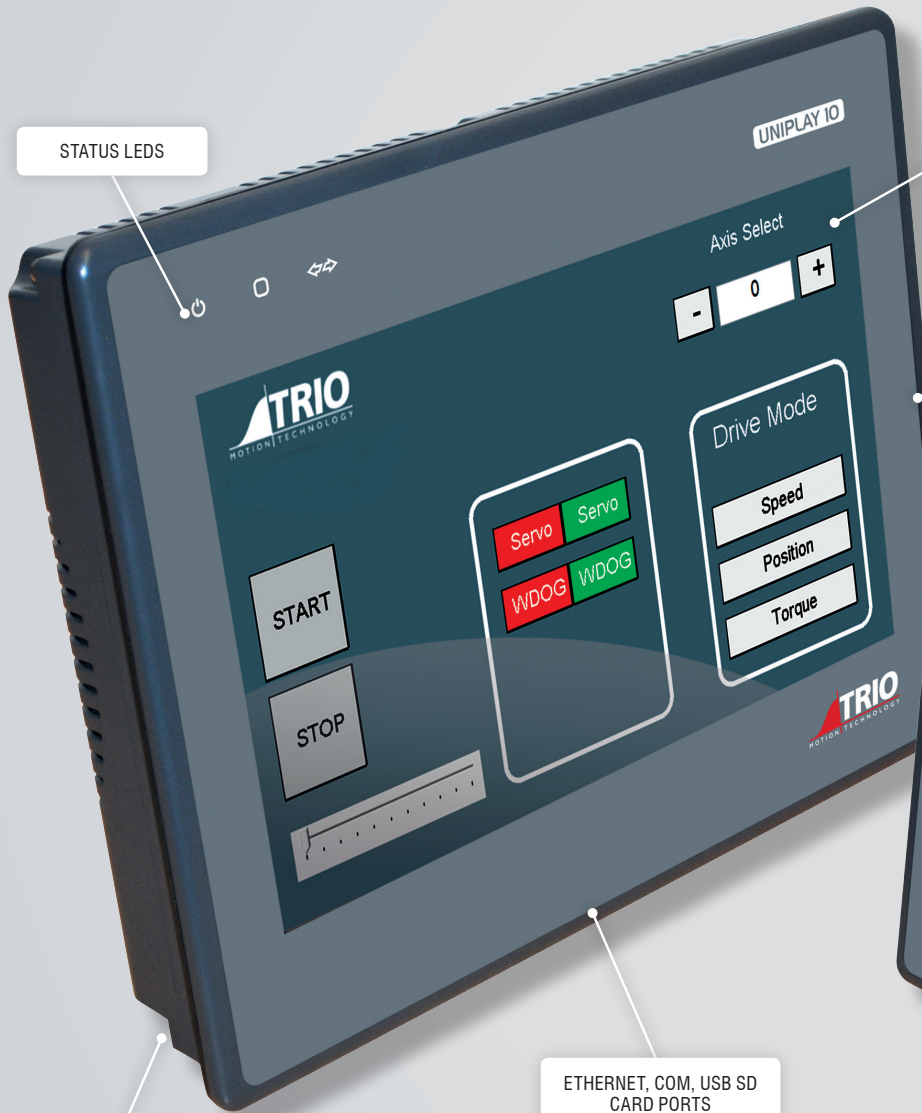 STATUS LEDS
UNIPLAY 10
Axis Select
-
0
+
TRIO
MOTION TECHNOLOGY
Drive Mode
Servo Servo
WDOG WDOG
Speed
Position
Torque
START
STOP
TRIO
MOTION TECHNOLOGY
ETHERNET, COM, USB SD
CARD PORTS